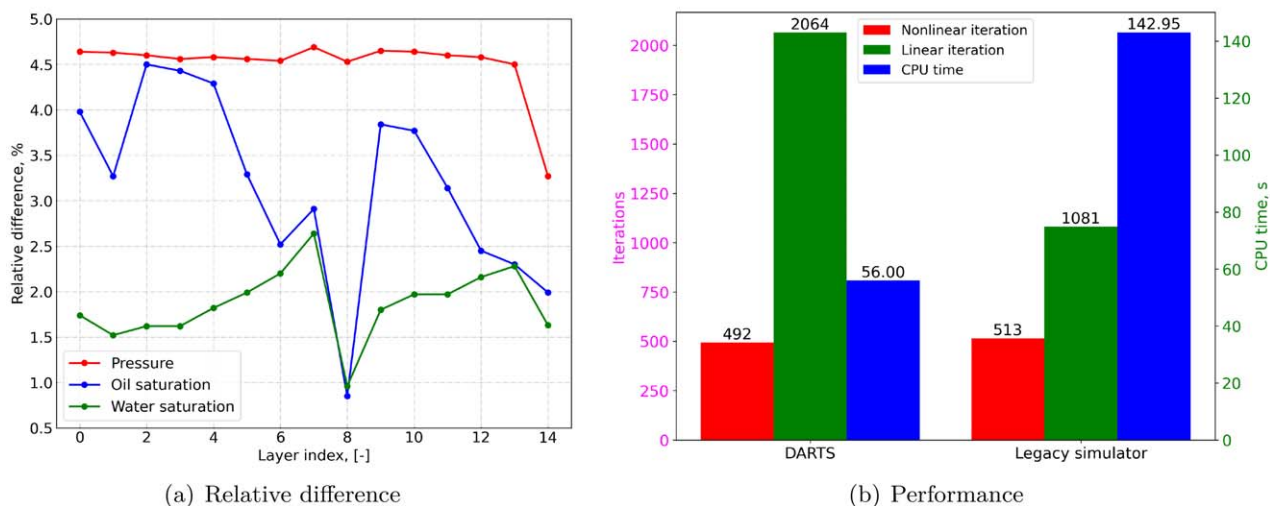 5.0
4.5
4.0
3.5
3.0
2.5
2.0
1.5
1.0
0.5
Relative difference, %
Pressure
Oil saturation
Water saturation
0 2 4 6 8 10 12 14
Layer index, [-]
(a) Relative difference
2000
1750
1500
1250
1000
750
500
250
0
Iterations
Nonlinear iteration
Linear iteration
CPU time
492
2064
56.00
513
1081
142.95
140
120
100
80
60
40
20
0
CPU time, s
DARTS Legacy simulator
(b) Performance